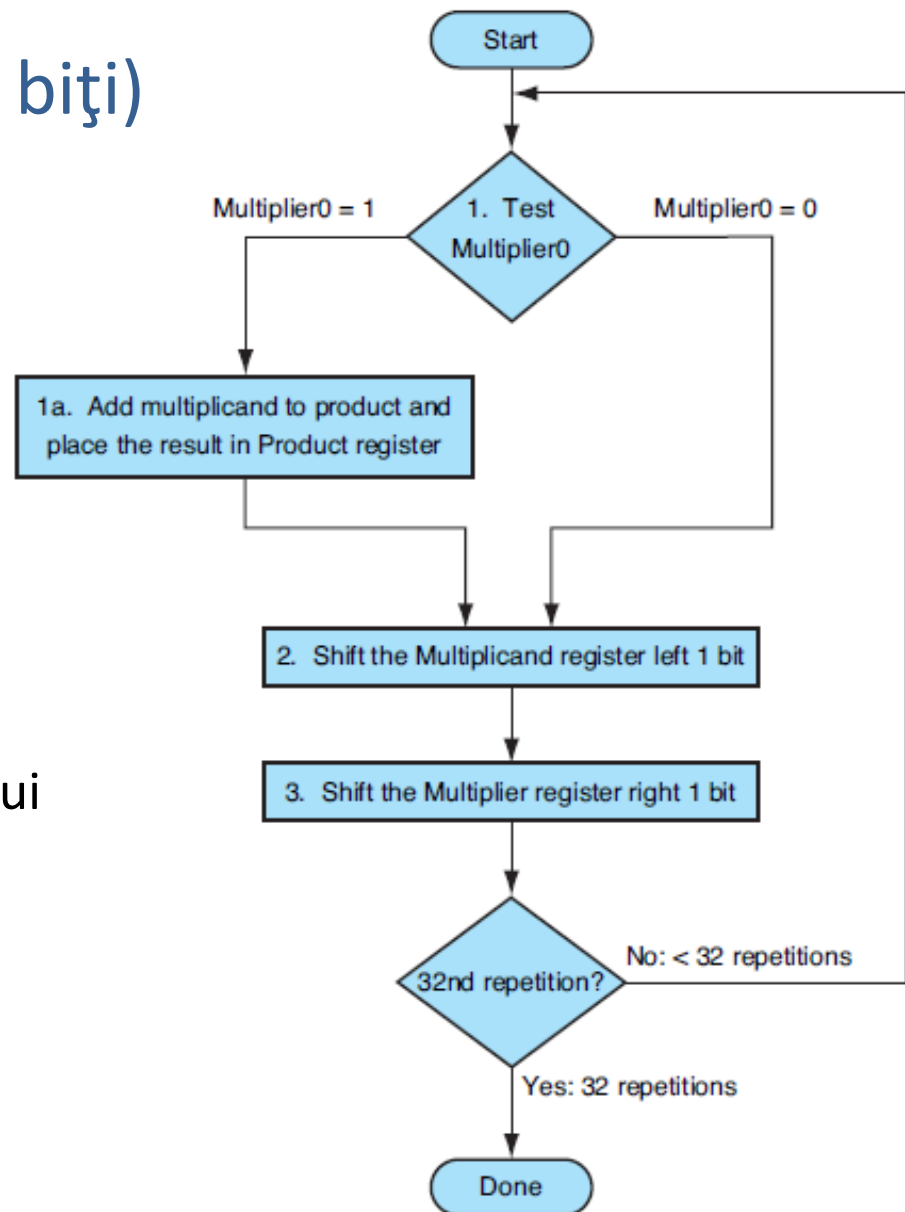 biţi)
Start
Multiplier0 = 1
1. Test
Multiplier0
Multiplier0 = 0
1a. Add multiplicand to product and
place the result in Product register
2. Shift the Multiplicand register left 1 bit
ui
3. Shift the Multiplier register right 1 bit
32nd repetition?
No: < 32 repetitions
Yes: 32 repetitions
Done